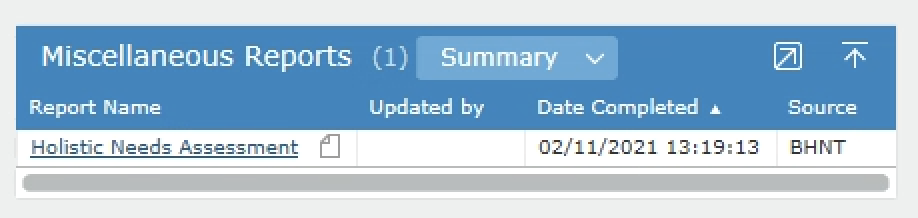 Miscellaneous Reports (1) Summary
Report Name Updated by Date Completed ▲ Source
Holistic Needs Assessment 02/11/2021 13:19:13 BHNT